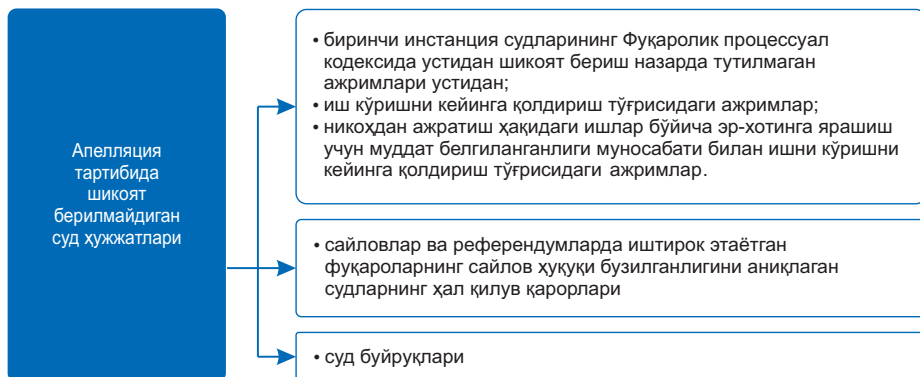 Апелляция
тартибида
шикоят
берилмайдиган
суд ҳужжатлари
• биринчи инстанция судларининг Фуқаролик процессуал
кодексида устидан шикоят бериш назарда тутилмаган
ажримлари устидан;
• иш кўришни кейинга қолдириш тўғрисидаги ажримлар;
• никоҳдан ажратиш ҳақидаги ишлар бўйича эр-хотинга ярашиш
учун муддат белгиланганлиги муносабати билан ишни кўришни
кейинга қолдириш тўғрисидаги ажримлар.
• сайловлар ва референдумларда иштирок этаётган
фуқароларнинг сайлов ҳуқуқи бузилганлигини аниқлаган
судларнинг ҳал қилув қарорлари
• суд буйруқлари